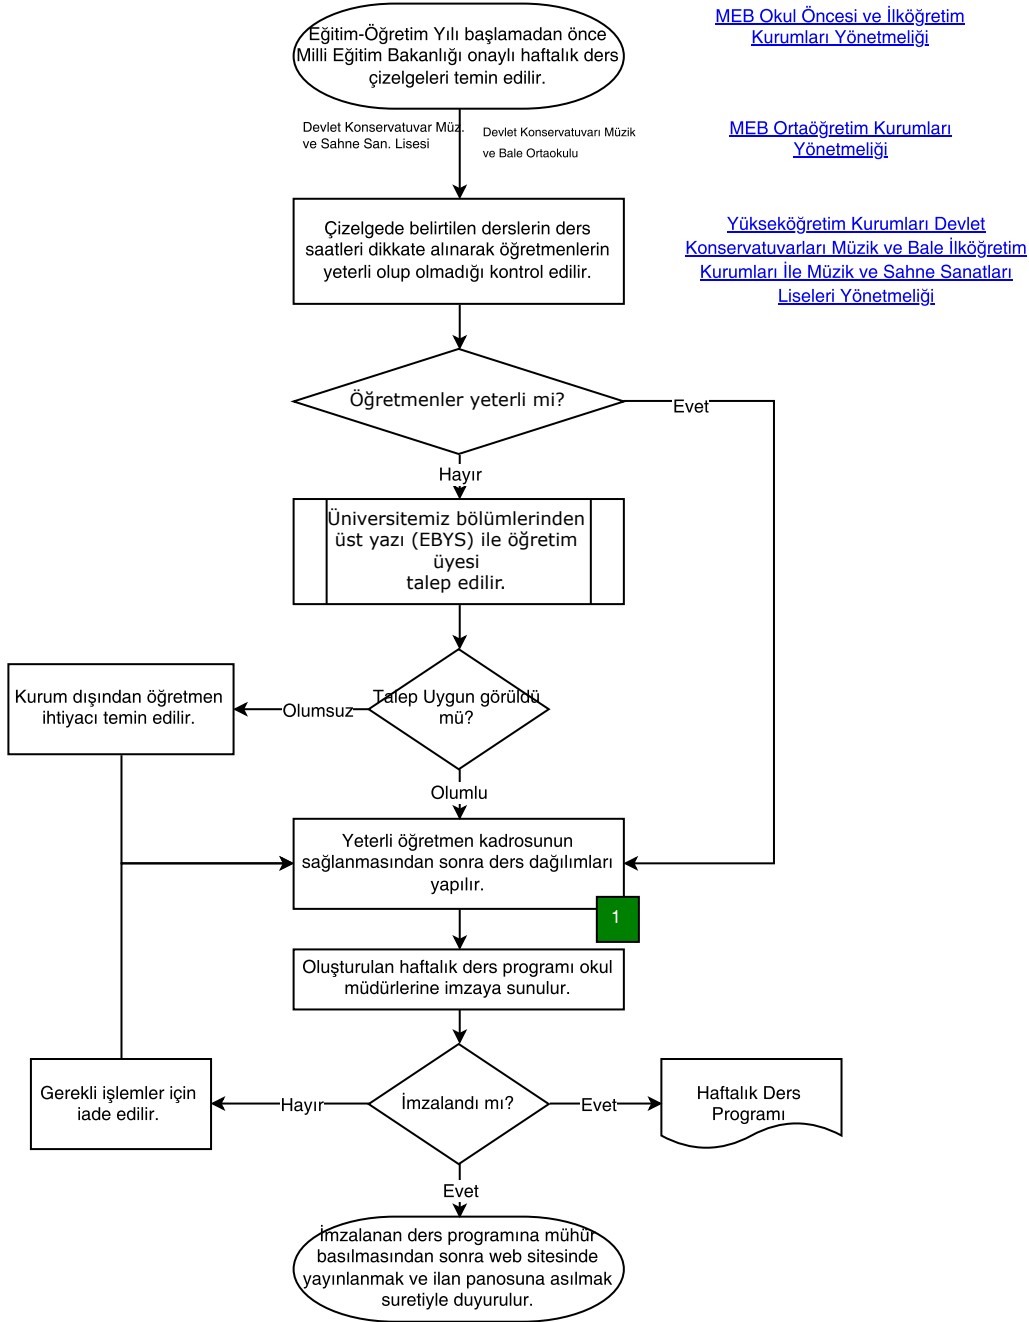 Eğitim-Öğretim Yılı başlamadan önce
Milli Eğitim Bakanlığı onaylı haftalık ders
çizelgeleri temin edilir.
MEB Okul Öncesi ve İlköğretim
Kurumları Yönetmeliği
Devlet Konservatuvar Müz.
ve Sahne San. Lisesi
Devlet Konservatuvarı Müzik
ve Bale Ortaokulu
MEB Ortaöğretim Kurumları
Yönetmeliği
Çizelgede belirtilen derslerin ders
saatleri dikkate alınarak öğretmenlerin
yeterli olup olmadığı kontrol edilir.
Yükseköğretim Kurumları Devlet
Konservatuvarları Müzik ve Bale İlköğretim
Kurumları İle Müzik ve Sahne Sanatları
Liseleri Yönetmeliği
Öğretmenler yeterli mi?
Evet
Hayır
Üniversitemiz bölümlerinden
üst yazı (EBYS) ile öğretim
üyesi
talep edilir.
Talep Uygun görüldü
mü?
Olumsuz
Kurum dışından öğretmen
ihtiyacı temin edilir.
Olumlu
Yeterli öğretmen kadrosunun
sağlanmasından sonra ders dağılımları
yapılır.
1
Oluşturulan haftalık ders programı okul
müdürlerine imzaya sunulur.
İmzalandı mı?
Hayır
Gerekli işlemler için
iade edilir.
Evet
Haftalık Ders
Programı
Evet
İmzalanan ders programına mühür
basılmasından sonra web sitesinde
yayınlanmak ve ilan panosuna asılmak
suretiyle duyurulur.